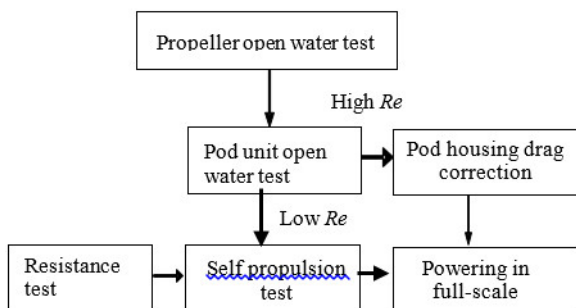 Propeller open water test
High Re
Pod unit open
water test
Pod housing drag
correction
Low Re
Resistance
test
Self propulsion
test
Powering in
full-scale